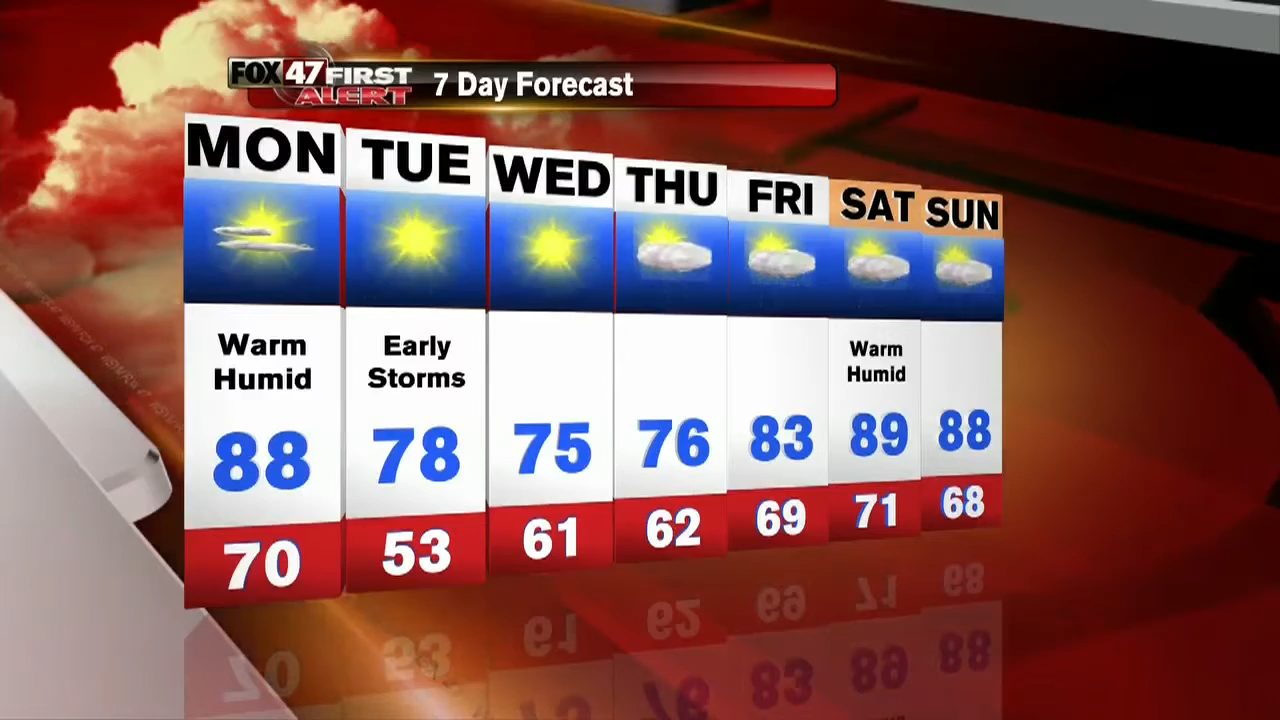 FOX 47 FIRST
ALERT
7 Day Forecast
MON
TUE
WED
THU
FRI
SAT
SUN
Warm
Humid
Early
Storms
Warm
Humid
88
78
75
76
83
89
88
70
53
61
62
69
71
68